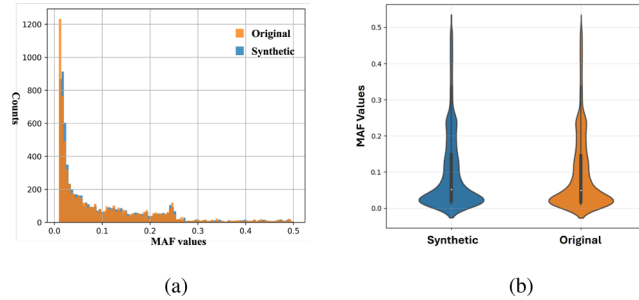 1200
1000
800
600
400
200
0
Counts
Original
Synthetic
0.0 0.1 0.2 0.3 0.4 0.5
MAF values
(a)
0.5
0.4
0.3
0.2
0.1
0.0
MAF Values
Synthetic Original
(b)